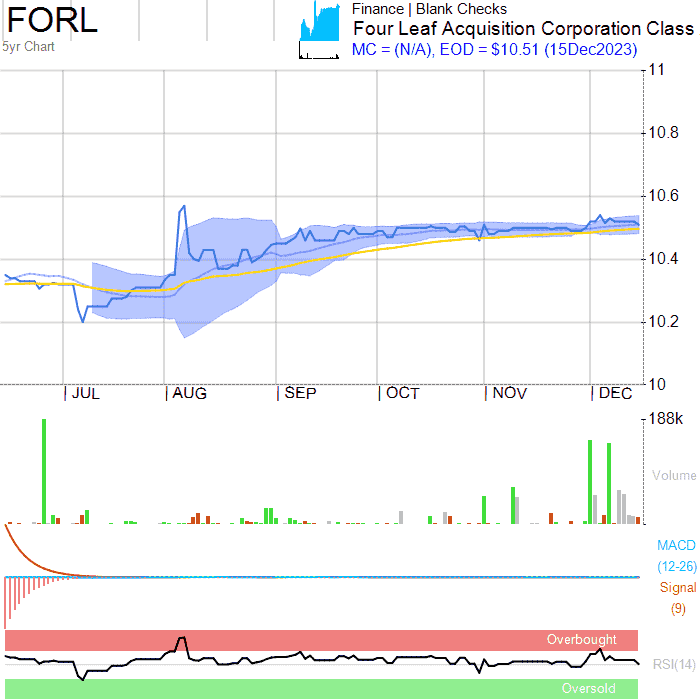 FORL
5yr Chart
Finance | Blank Checks
Four Leaf Acquisition Corporation Class
MC = (N/A), EOD = $10.51 (15Dec2023)
11
10.8
10.6
10.4
10.2
10
| JUL | AUG | SEP | OCT | NOV | DEC
188k
Volume
MACD
(12-26)
Signal
(9)
Overbought
RSI(14)
Oversold